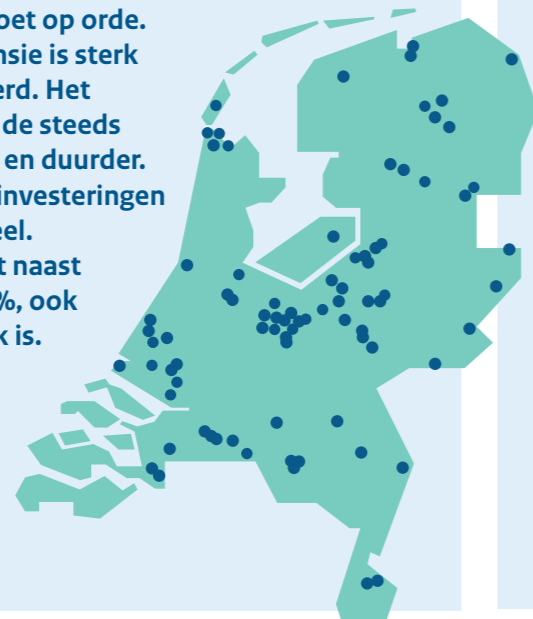 oet op orde.
nsie is sterk
erd. Het
de steeds
en duurder.
investeringen
eel.
t naast
%, ook
k is.